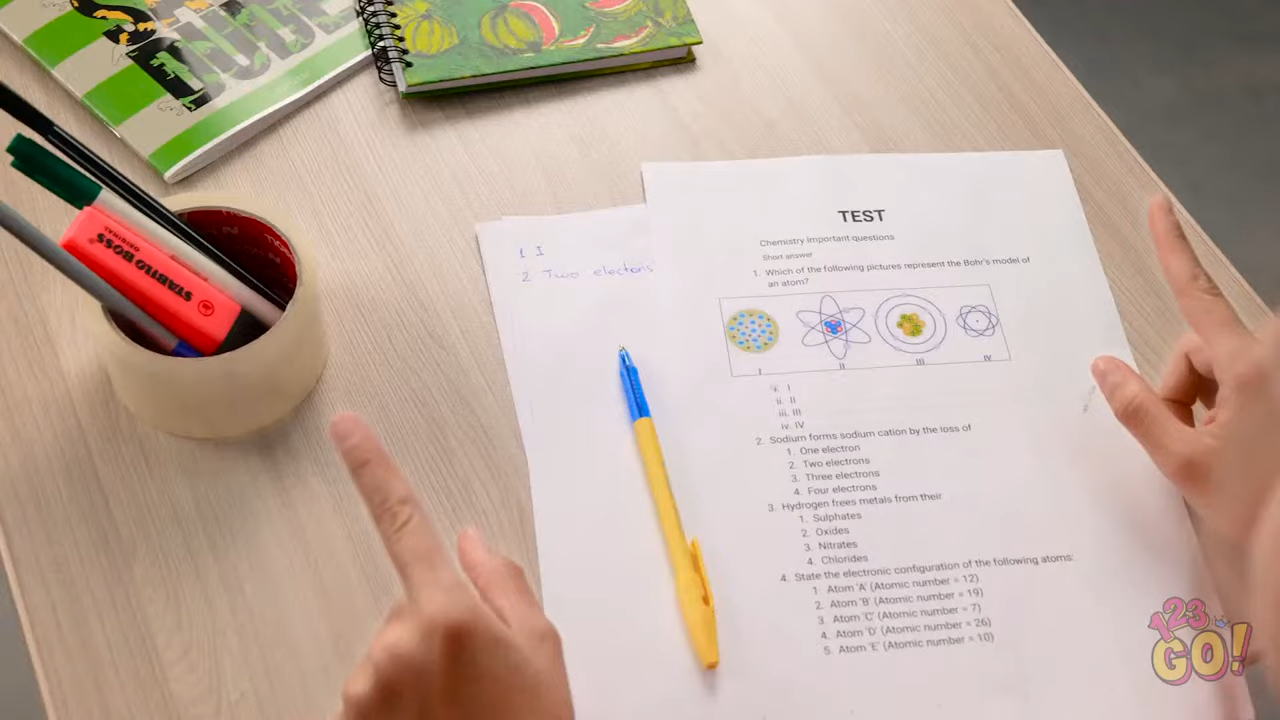 STABILO BOSS
ORIGINAL
1 I
2 Two electons
TEST
Chemistry important questions
Short answer
1. Which of the following pictures represent the Bohr's model of
an atom?
I II III IV
i. I
ii. II
iii. III
iv. IV
2. Sodium forms sodium cation by the loss of
1. One electron
2. Two electrons
3. Three electrons
4. Four electrons
3. Hydrogen frees metals from their
1. Sulphates
2. Oxides
3. Nitrates
4. Chlorides
4. State the electronic configuration of the following atoms:
1. Atom 'A' (Atomic number = 12)
2. Atom 'B' (Atomic number = 19)
3. Atom 'C' (Atomic number = 7)
4. Atom 'D' (Atomic number = 26)
5. Atom 'E' (Atomic number = 10)
123
GO!